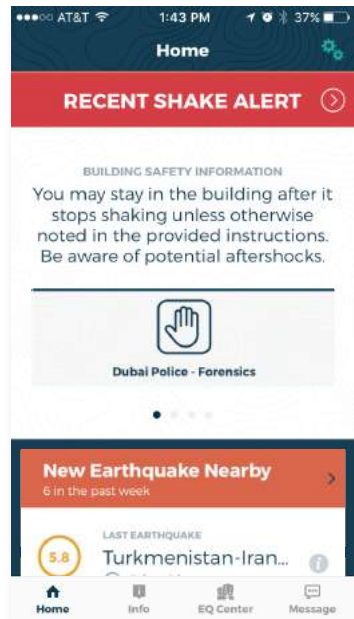 AT&T 1:43 PM 37%
Home
RECENT SHAKE ALERT
BUILDING SAFETY INFORMATION
You may stay in the building after it
stops shaking unless otherwise
noted in the provided instructions.
Be aware of potential aftershocks.
Dubai Police - Forensics
New Earthquake Nearby
6 in the past week
LAST EARTHQUAKE
5.8 Turkmenistan-Iran...
Home Info EQ Center Message